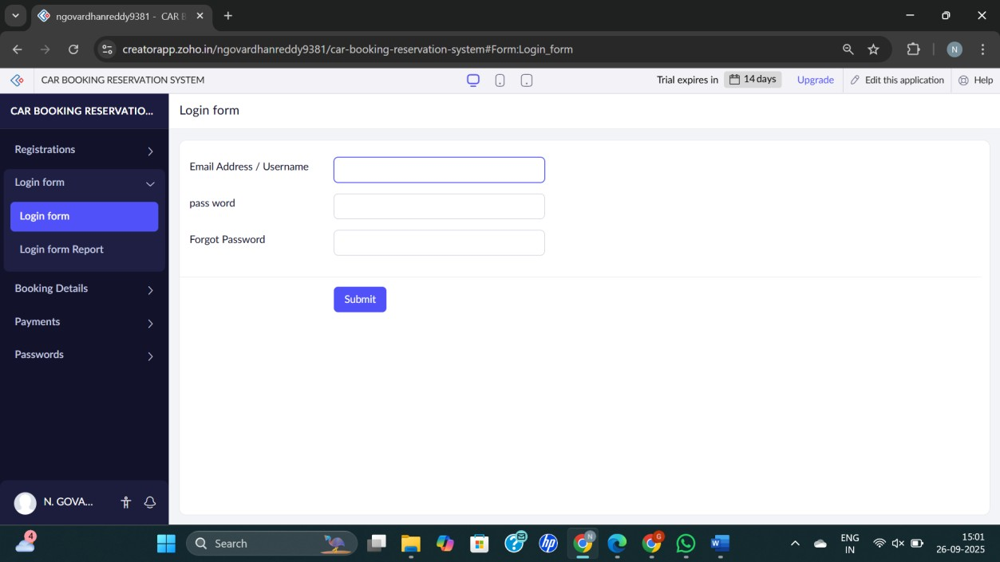 ngovardhanreddy9381 - CAR B
creatorapp.zoho.in/ngovardhanreddy9381/car-booking-reservation-system#Form:Login_form
N
CAR BOOKING RESERVATION SYSTEM
Trial expires in 14 days Upgrade Edit this application Help
CAR BOOKING RESERVATIO...
Login form
Registrations
Login form
Login form
Login form Report
Booking Details
Payments
Passwords
Email Address / Username
pass word
Forgot Password
Submit
N. GOVA...
4
Search
hp
N
G
W
ENG
IN
15:01
26-09-2025